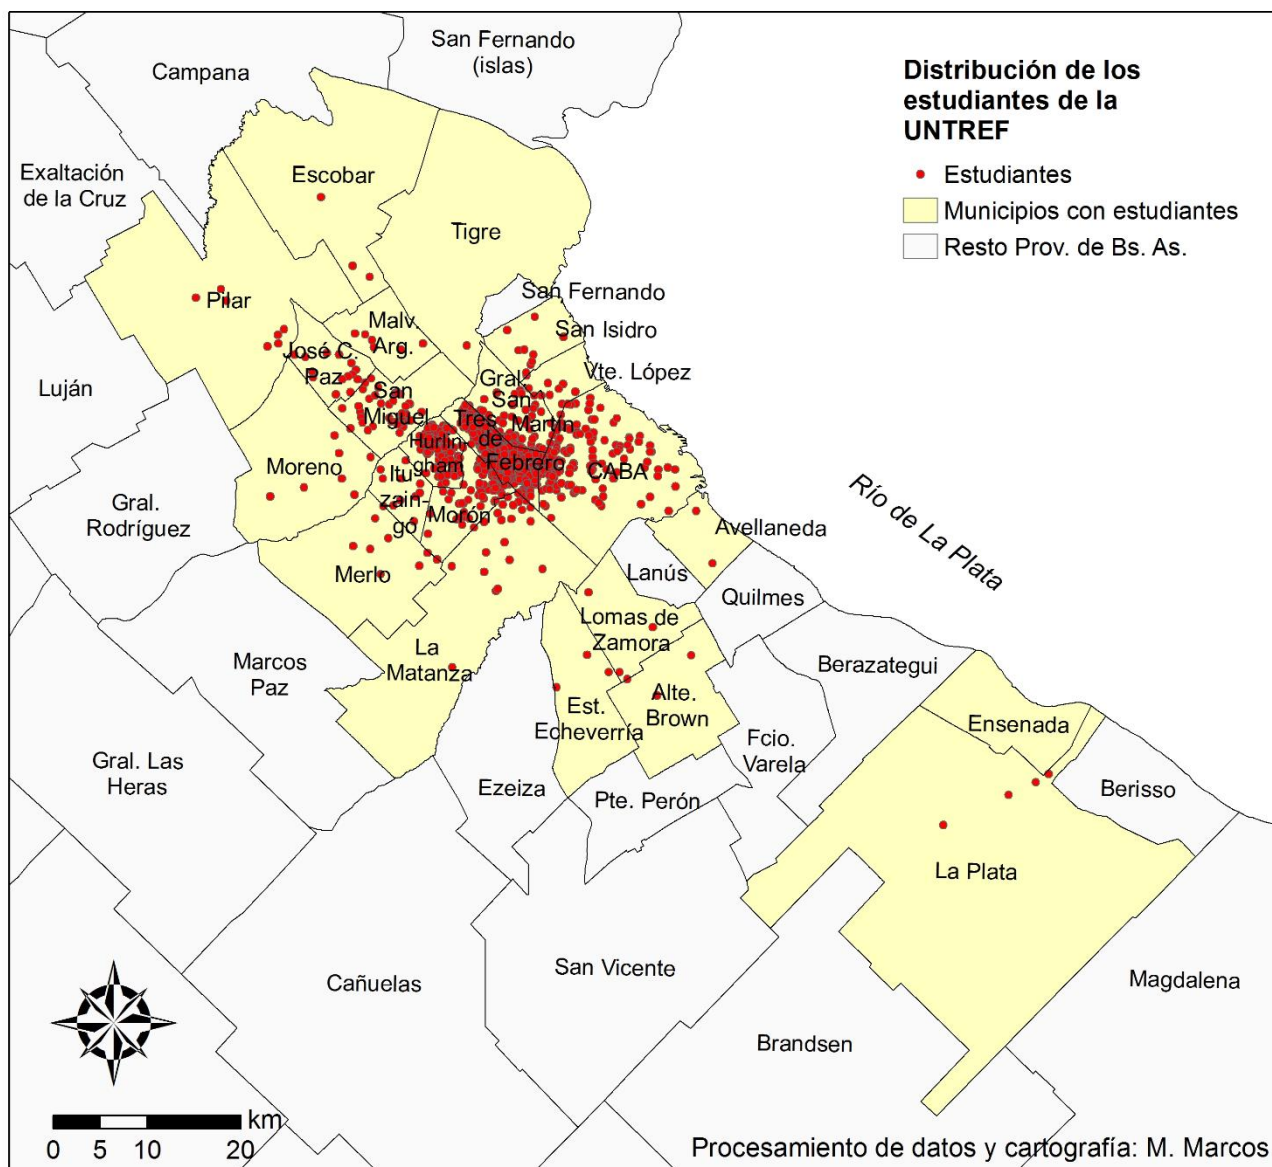 San Fernando
(islas)
Campana
Distribución de los
estudiantes de la
UNTREF
Estudiantes
Municipios con estudiantes
Resto Prov. de Bs. As.
Exaltación
de la Cruz
Escobar
Tigre
Pilar
San Fernando
San Isidro
Malv.
Arg.
José C.
Paz
Vte. López
Luján
Gral.
San
Martín
San
Miguel
Tres
de
Febrero
Hurlin-
gham
CABA
Moreno
Itu
zain-
gó
Morón
Gral.
Rodríguez
Río de La Plata
Avellaneda
Merlo
Lanús
Quilmes
Lomas de
Zamora
La
Matanza
Marcos
Paz
Berazategui
Alte.
Brown
Est.
Echeverría
Ensenada
Fcio.
Varela
Gral. Las
Heras
Ezeiza
Pte. Perón
Berisso
La Plata
San Vicente
Cañuelas
Magdalena
Brandsen
km
0 5 10 20
Procesamiento de datos y cartografía: M. Marcos